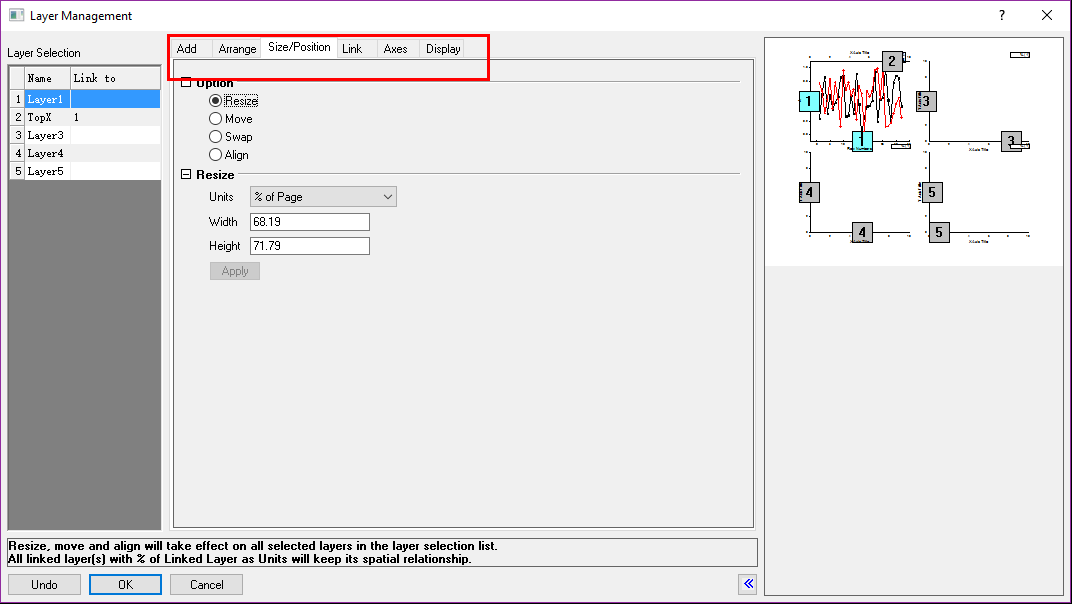 Layer Management
?
Layer Selection
Name Link to
1 Layer1
2 TopX 1
3 Layer3
4 Layer4
5 Layer5
Add Arrange Size/Position Link Axes Display
Option
Resize
Move
Swap
Align
Resize
Units % of Page
Width 68.19
Height 71.79
Apply
2
1
3
1
3
4
5
4
5
Resize, move and align will take effect on all selected layers in the layer selection list.
All linked layer(s) with % of Linked Layer as Units will keep its spatial relationship.
Undo OK Cancel